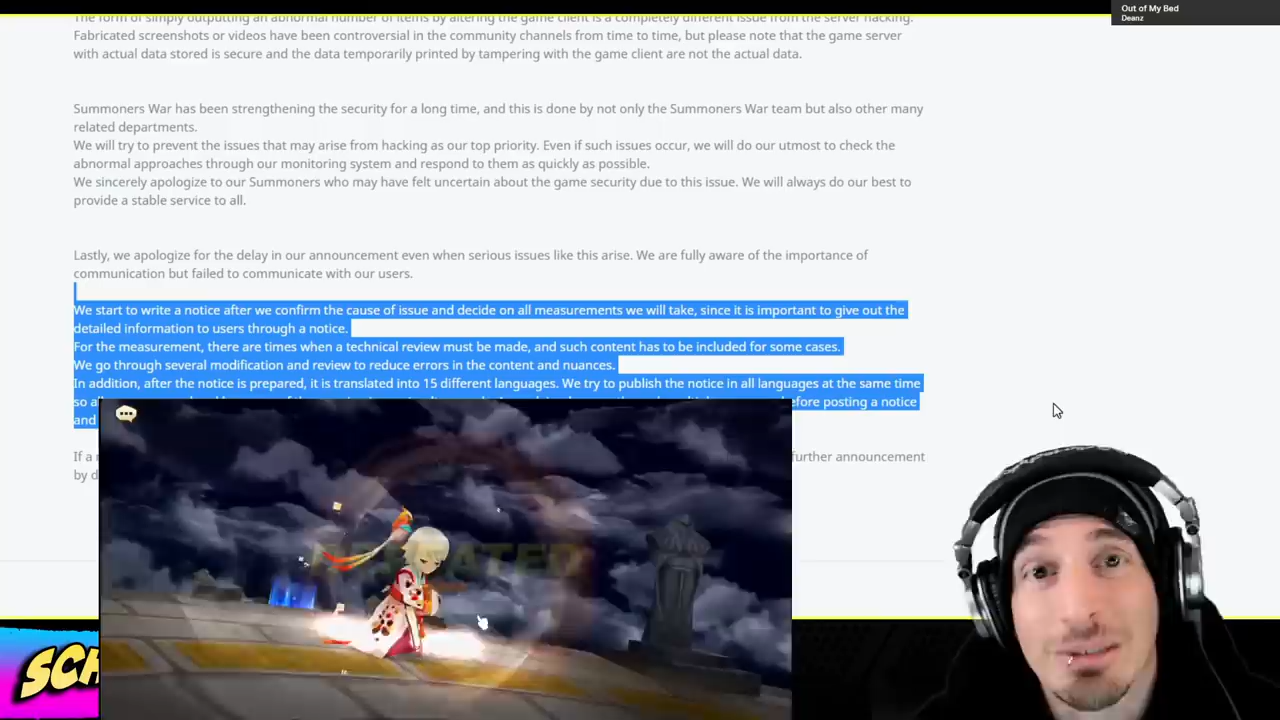 Out of My Bed
Deanz
The form of simply outputting an abnormal number of items by altering the game client is a completely different issue from the server hacking.
Fabricated screenshots or videos have been controversial in the community channels from time to time, but please note that the game server
with actual data stored is secure and the data temporarily printed by tampering with the game client are not the actual data.
Summoners War has been strengthening the security for a long time, and this is done by not only the Summoners War team but also other many
related departments.
We will try to prevent the issues that may arise from hacking as our top priority. Even if such issues occur, we will do our utmost to check the
abnormal approaches through our monitoring system and respond to them as quickly as possible.
We sincerely apologize to our Summoners who may have felt uncertain about the game security due to this issue. We will always do our best to
provide a stable service to all.
Lastly, we apologize for the delay in our announcement even when serious issues like this arise. We are fully aware of the importance of
communication but failed to communicate with our users.
We start to write a notice after we confirm the cause of issue and decide on all measurements we will take, since it is important to give out the
detailed information to users through a notice.
For the measurement, there are times when a technical review must be made, and such content has to be included for some cases.
We go through several modification and review to reduce errors in the content and nuances.
In addition, after the notice is prepared, it is translated into 15 different languages. We try to publish the notice in all languages at the same time
so before posting a notice
and
If a further announcement
by d
DEFEATED
SCH